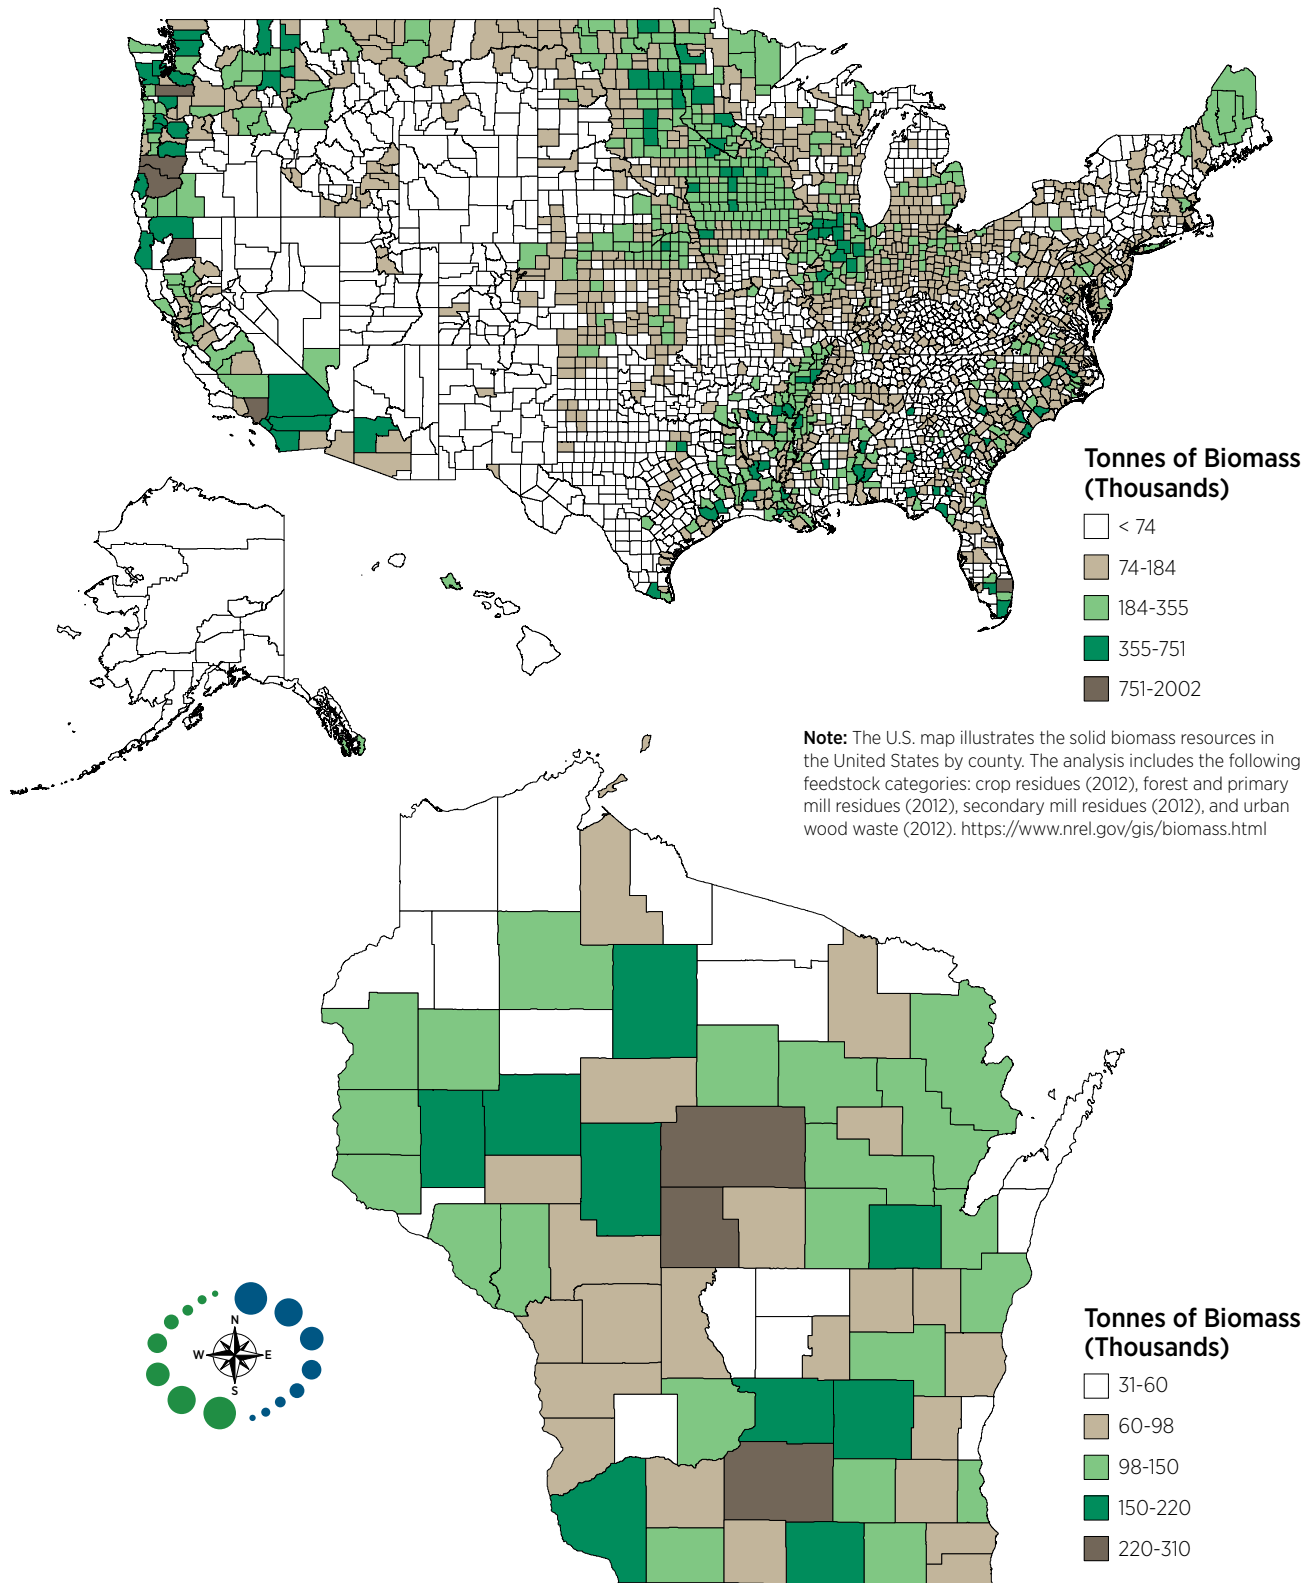 Tonnes of Biomass
(Thousands)
< 74
74-184
184-355
355-751
751-2002
Note: The U.S. map illustrates the solid biomass resources in
the United States by county. The analysis includes the following
feedstock categories: crop residues (2012), forest and primary
mill residues (2012), secondary mill residues (2012), and urban
wood waste (2012). https://www.nrel.gov/gis/biomass.html
N
W E
S
Tonnes of Biomass
(Thousands)
31-60
60-98
98-150
150-220
220-310